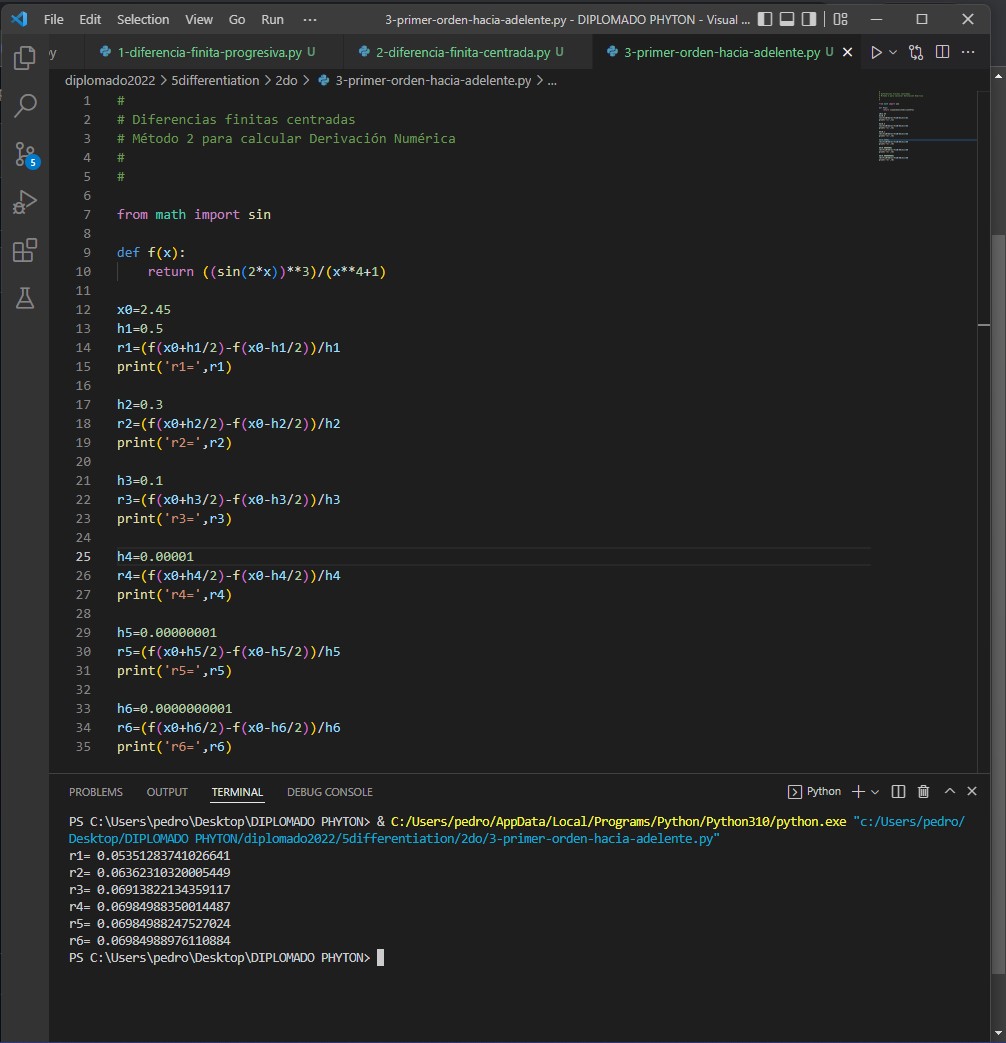 File Edit Selection View Go Run ··· 3-primer-orden-hacia-adelente.py - DIPLOMADO PHYTON - Visual ...
py 1-diferencia-finita-progresiva.py U 2-diferencia-finita-centrada.py U 3-primer-orden-hacia-adelente.py U
diplomado2022 > 5differentiation > 2do > 3-primer-orden-hacia-adelente.py > ...
5
1 #
2 # Diferencias finitas centradas
3 # Método 2 para calcular Derivación Numérica
4 #
5 #
6
7 from math import sin
8
9 def f(x):
10     return ((sin(2*x))**3)/(x**4+1)
11
12 x0=2.45
13 h1=0.5
14 r1=(f(x0+h1/2)-f(x0-h1/2))/h1
15 print('r1=',r1)
16
17 h2=0.3
18 r2=(f(x0+h2/2)-f(x0-h2/2))/h2
19 print('r2=',r2)
20
21 h3=0.1
22 r3=(f(x0+h3/2)-f(x0-h3/2))/h3
23 print('r3=',r3)
24
25 h4=0.00001
26 r4=(f(x0+h4/2)-f(x0-h4/2))/h4
27 print('r4=',r4)
28
29 h5=0.00000001
30 r5=(f(x0+h5/2)-f(x0-h5/2))/h5
31 print('r5=',r5)
32
33 h6=0.0000000001
34 r6=(f(x0+h6/2)-f(x0-h6/2))/h6
35 print('r6=',r6)
PROBLEMS OUTPUT TERMINAL DEBUG CONSOLE Python
PS C:\Users\pedro\Desktop\DIPLOMADO PHYTON> & C:/Users/pedro/AppData/Local/Programs/Python/Python310/python.exe "c:/Users/pedro/
Desktop/DIPLOMADO PHYTON/diplomado2022/5differentiation/2do/3-primer-orden-hacia-adelente.py"
r1= 0.05351283741026641
r2= 0.06362310320005449
r3= 0.06913822134359117
r4= 0.06984988350014487
r5= 0.06984988247527024
r6= 0.06984988976110884
PS C:\Users\pedro\Desktop\DIPLOMADO PHYTON>